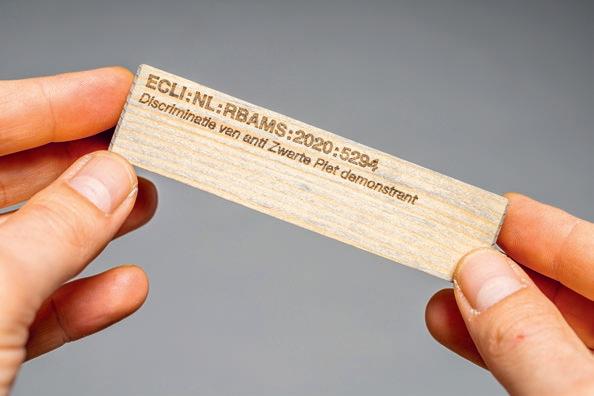 ECLI:NL:RBAMS:2020:5294
Discriminatie van anti Zwarte Piet demonstrant